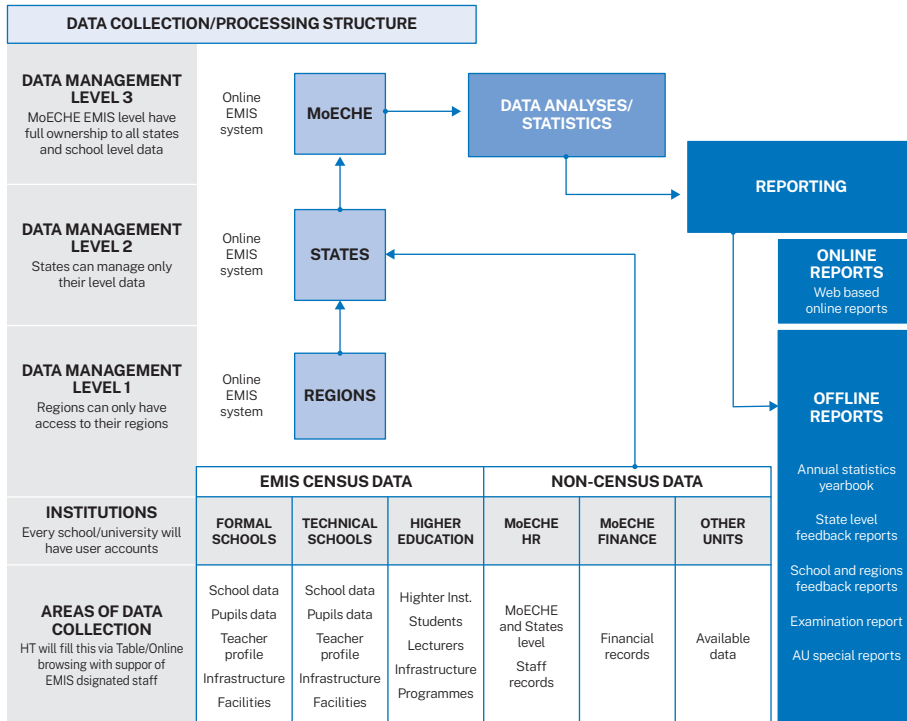 DATA COLLECTION/PROCESSING STRUCTURE
DATA MANAGEMENT
LEVEL 3
MoECHE EMIS level have
full ownership to all states
and school level data
Online
EMIS
system
MoECHE
DATA ANALYSES/
STATISTICS
REPORTING
DATA MANAGEMENT
LEVEL 2
States can manage only
their level data
Online
EMIS
system
STATES
ONLINE
REPORTS
Web based
online reports
DATA MANAGEMENT
LEVEL 1
Regions can only have
access to their regions
Online
EMIS
system
REGIONS
OFFLINE
REPORTS
Annual statistics
yearbook
State level
feedback reports
School and regions
feedback reports
Examination report
AU special reports
EMIS CENSUS DATA
NON-CENSUS DATA
INSTITUTIONS
Every school/university will
have user accounts
FORMAL
SCHOOLS
TECHNICAL
SCHOOLS
HIGHER
EDUCATION
MoECHE
HR
MoECHE
FINANCE
OTHER
UNITS
AREAS OF DATA
COLLECTION
HT will fill this via Table/Online
browsing with suppor of
EMIS dsignated staff
School data
Pupils data
Teacher
profile
Infrastructure
Facilities
School data
Pupils data
Teacher
profile
Infrastructure
Facilities
Highter Inst.
Students
Lecturers
Infrastructure
Programmes
MoECHE
and States
level
Staff
records
Financial
records
Available
data